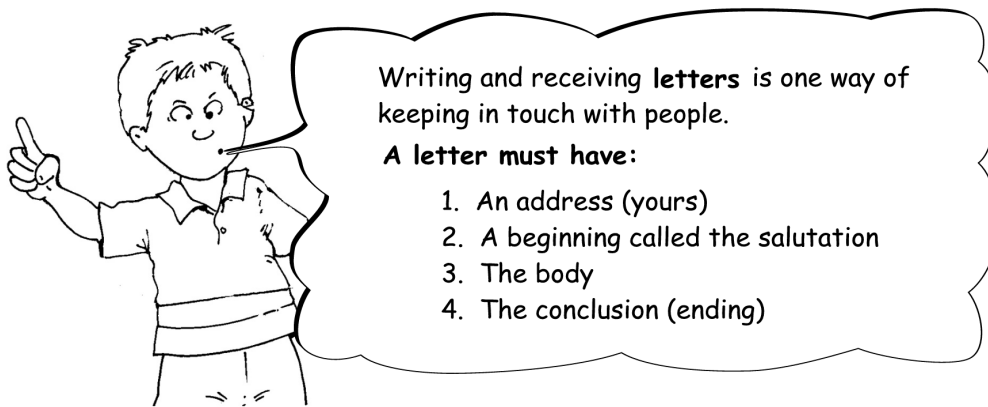 Writing and receiving letters is one way of
keeping in touch with people.
A letter must have:
1. An address (yours)
2. A beginning called the salutation
3. The body
4. The conclusion (ending)